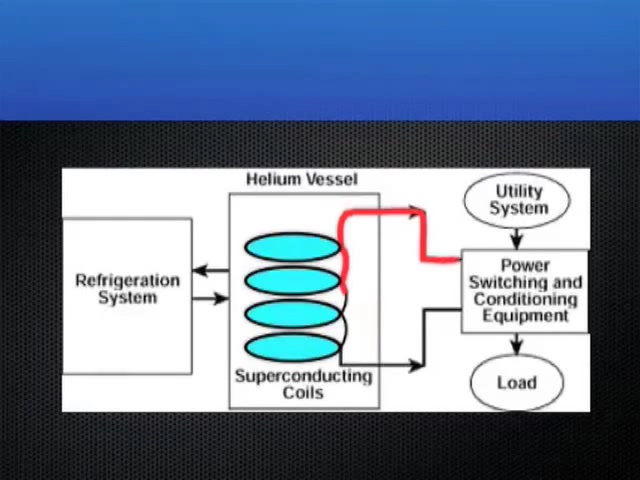 Helium Vessel
Utility
System
Refrigeration
System
Power
Switching and
Conditioning
Equipment
Superconducting
Coils
Load